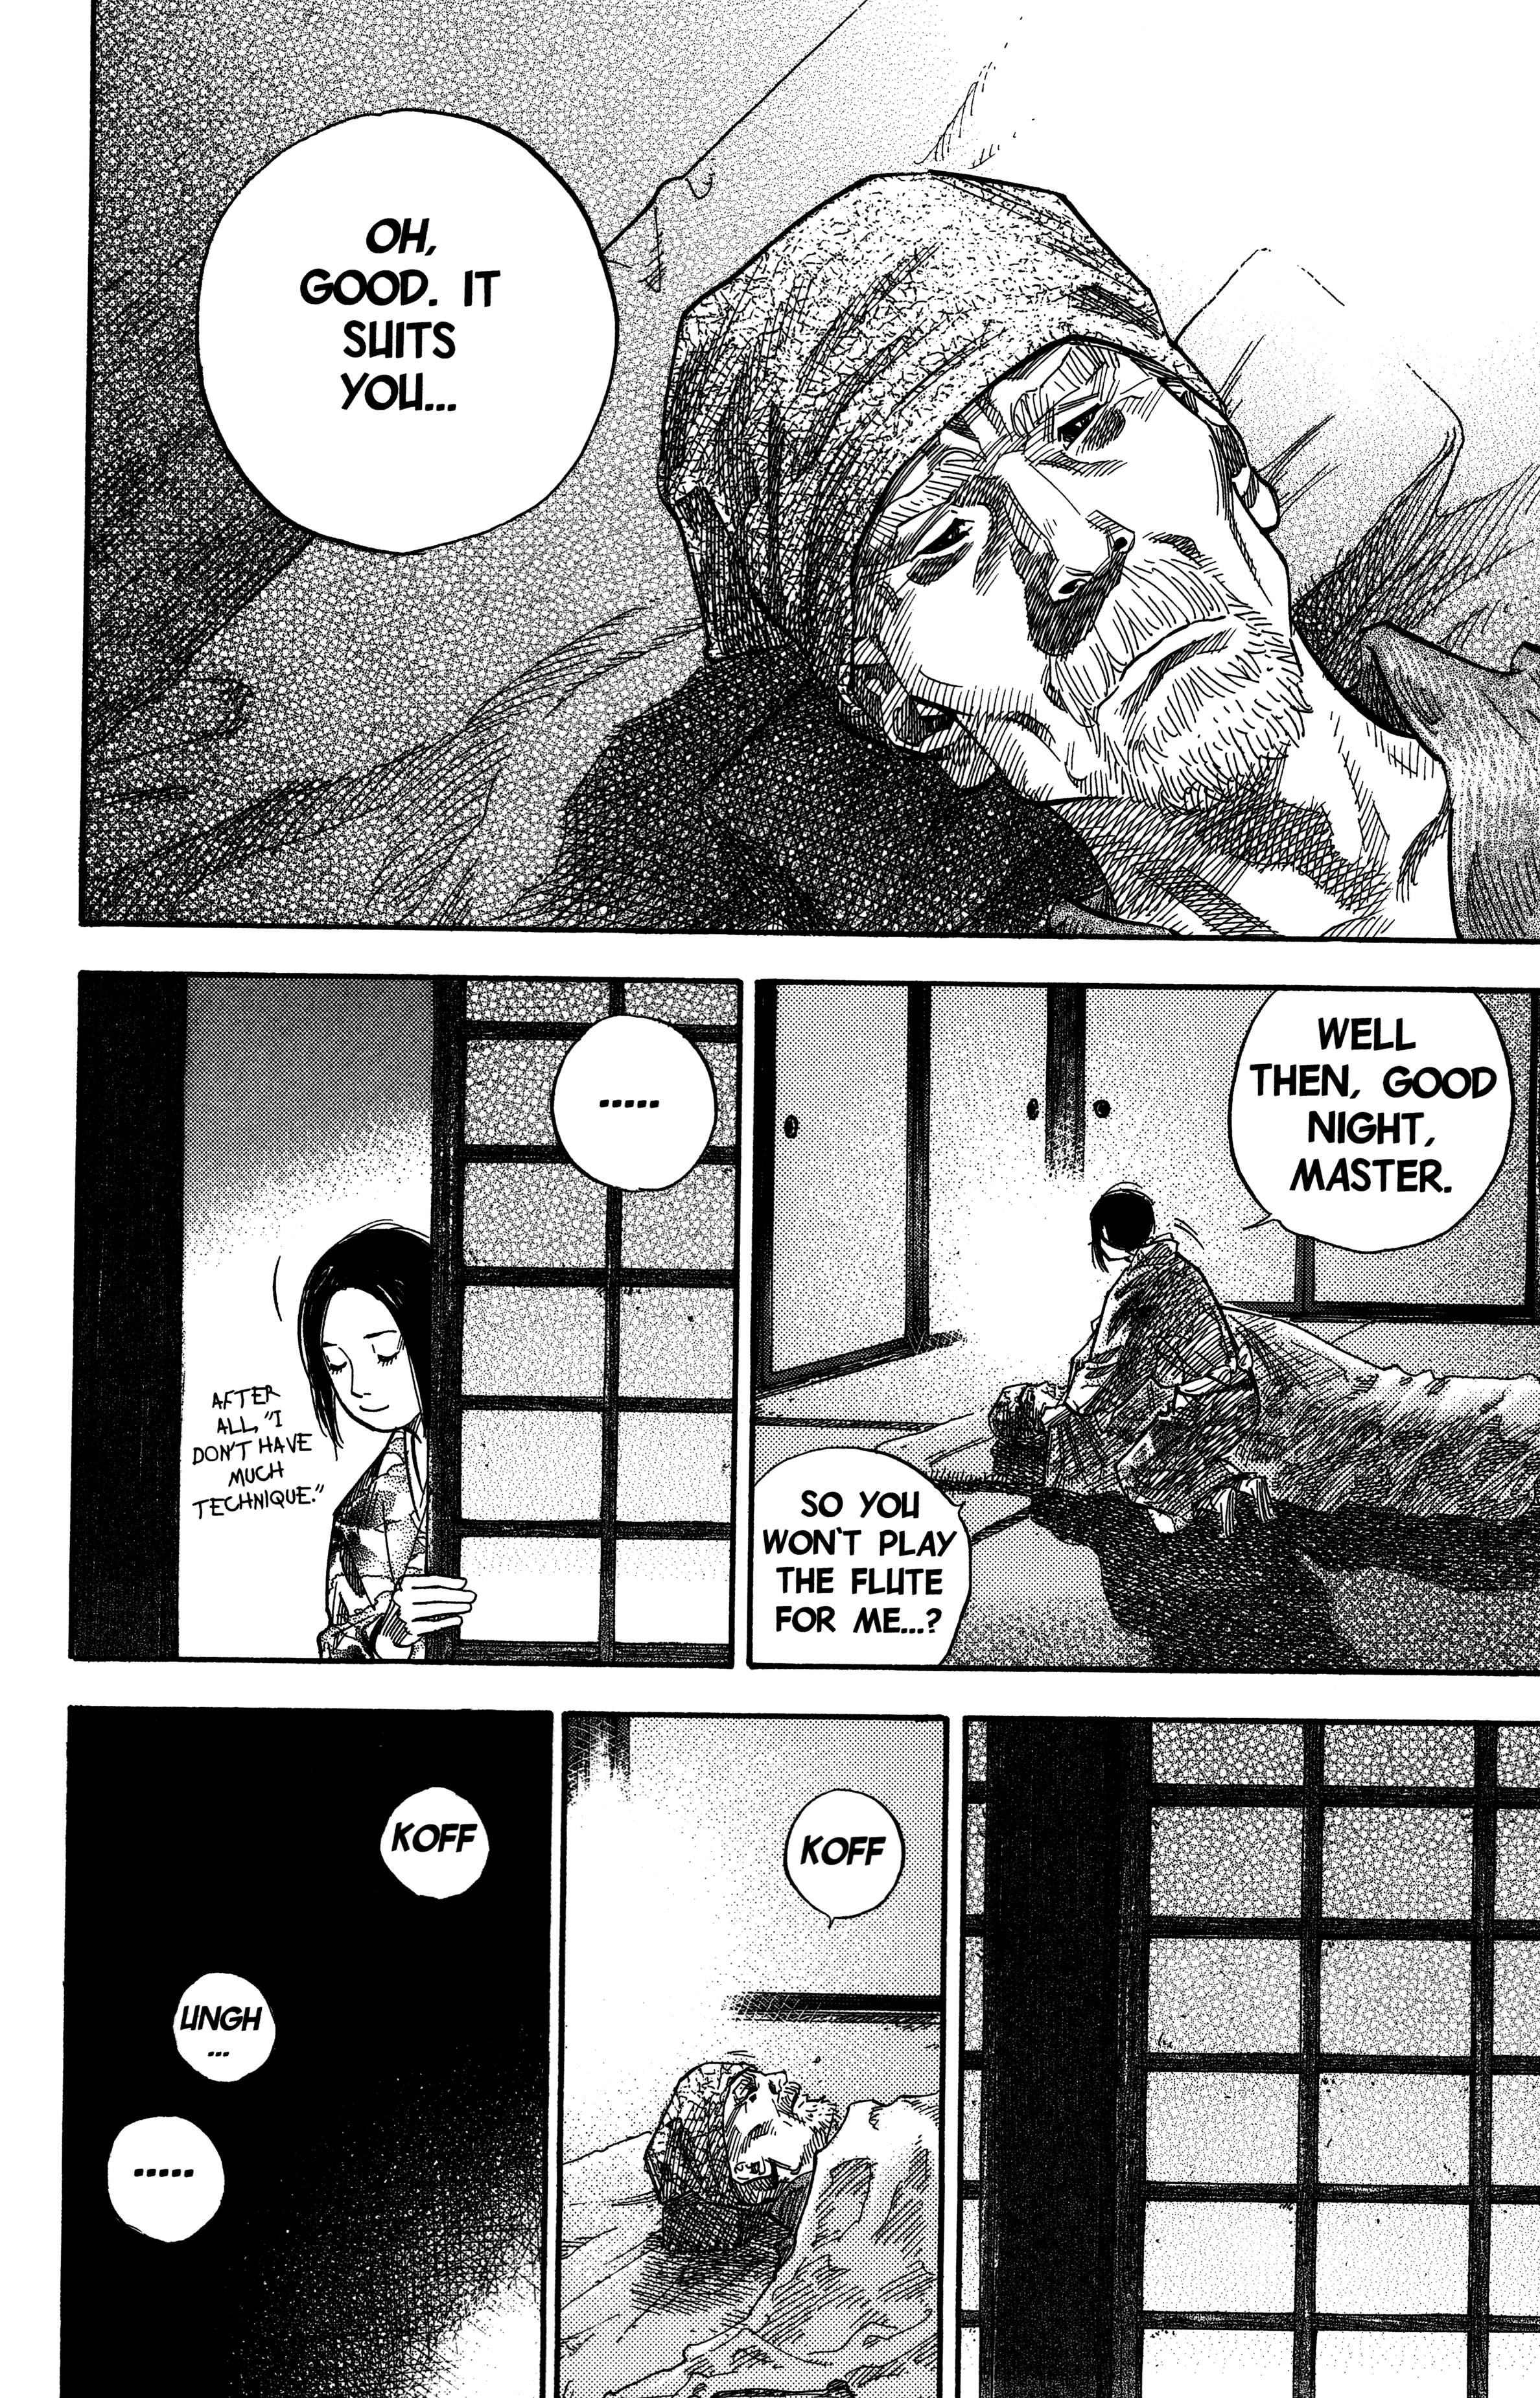 OH,
GOOD. IT
SUITS
YOU...
WELL
THEN, GOOD
NIGHT,
MASTER.
SO YOU
WON'T PLAY
THE FLUTE
FOR ME...?
.....
AFTER
ALL, "I
DON'T HAVE
MUCH
TECHNIQUE."
KOFF
KOFF
UNGH
...
.....